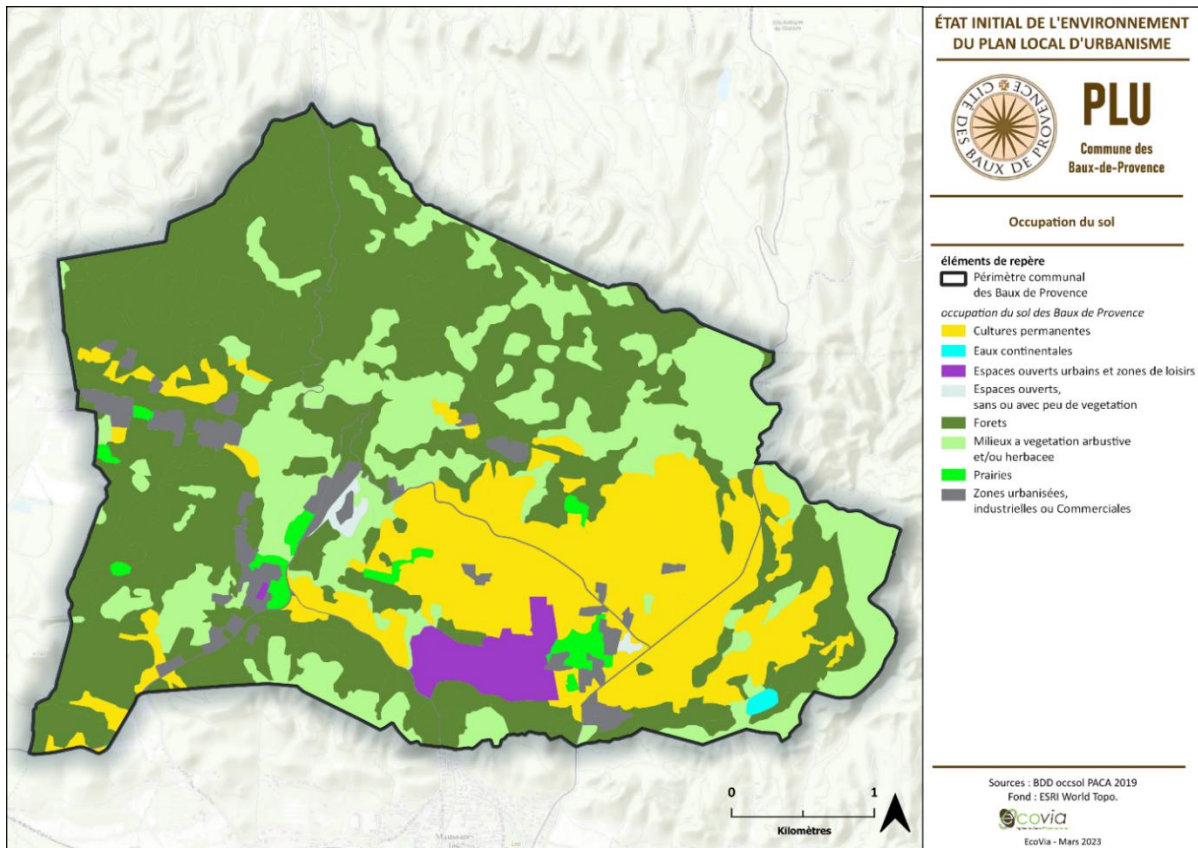 ÉTAT INITIAL DE L'ENVIRONNEMENT
DU PLAN LOCAL D'URBANISME
CITÉ DES BAUX DE PROVENCE
PLU
Commune des
Baux-de-Provence
Occupation du sol
éléments de repère
Périmètre communal
des Baux de Provence
occupation du sol des Baux de Provence
Cultures permanentes
Eaux continentales
Espaces ouverts urbains et zones de loisirs
Espaces ouverts,
sans ou avec peu de vegetation
Forets
Milieux a vegetation arbustive
et/ou herbacee
Prairies
Zones urbanisées,
industrielles ou Commerciales
0 1
Kilomètres
Sources : BDD occsol PACA 2019
Fond : ESRI World Topo.
écovia
EcoVia - Mars 2023